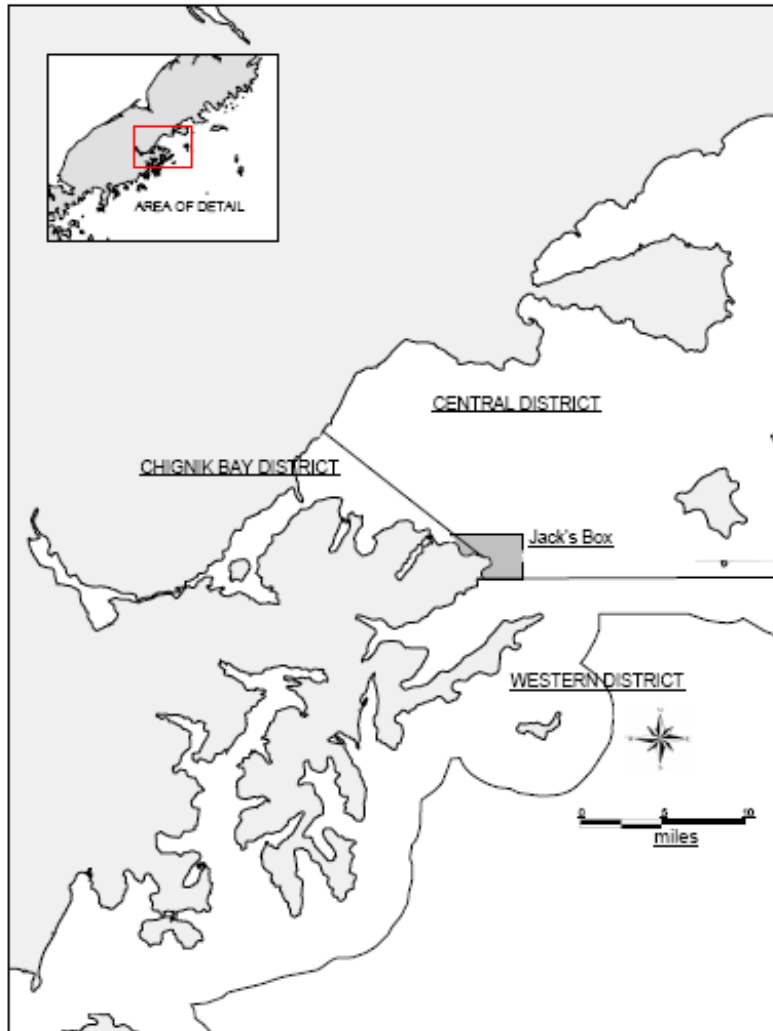 AREA OF DETAIL
CENTRAL DISTRICT
CHIGNIK BAY DISTRICT
Jack's Box
WESTERN DISTRICT
N
W E
S
0 5 10
miles